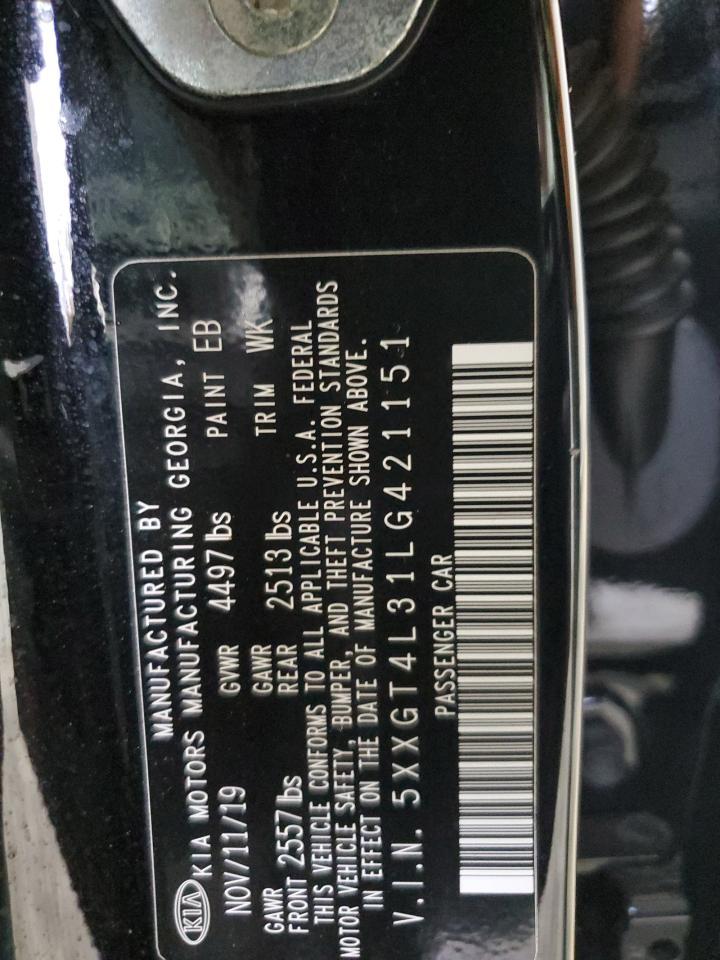 MANUFACTURED BY
KIA KIA MOTORS MANUFACTURING GEORGIA, INC.
NOV/11/19 GVWR 4497 lbs PAINT EB
GAWR GAWR
FRONT 2557 lbs REAR 2513 lbs TRIM WK
THIS VEHICLE CONFORMS TO ALL APPLICABLE U.S.A. FEDERAL
MOTOR VEHICLE SAFETY, BUMPER, AND THEFT PREVENTION STANDARDS
IN EFFECT ON THE DATE OF MANUFACTURE SHOWN ABOVE.
V.I.N. 5XXGT4L31LG421151
PASSENGER CAR